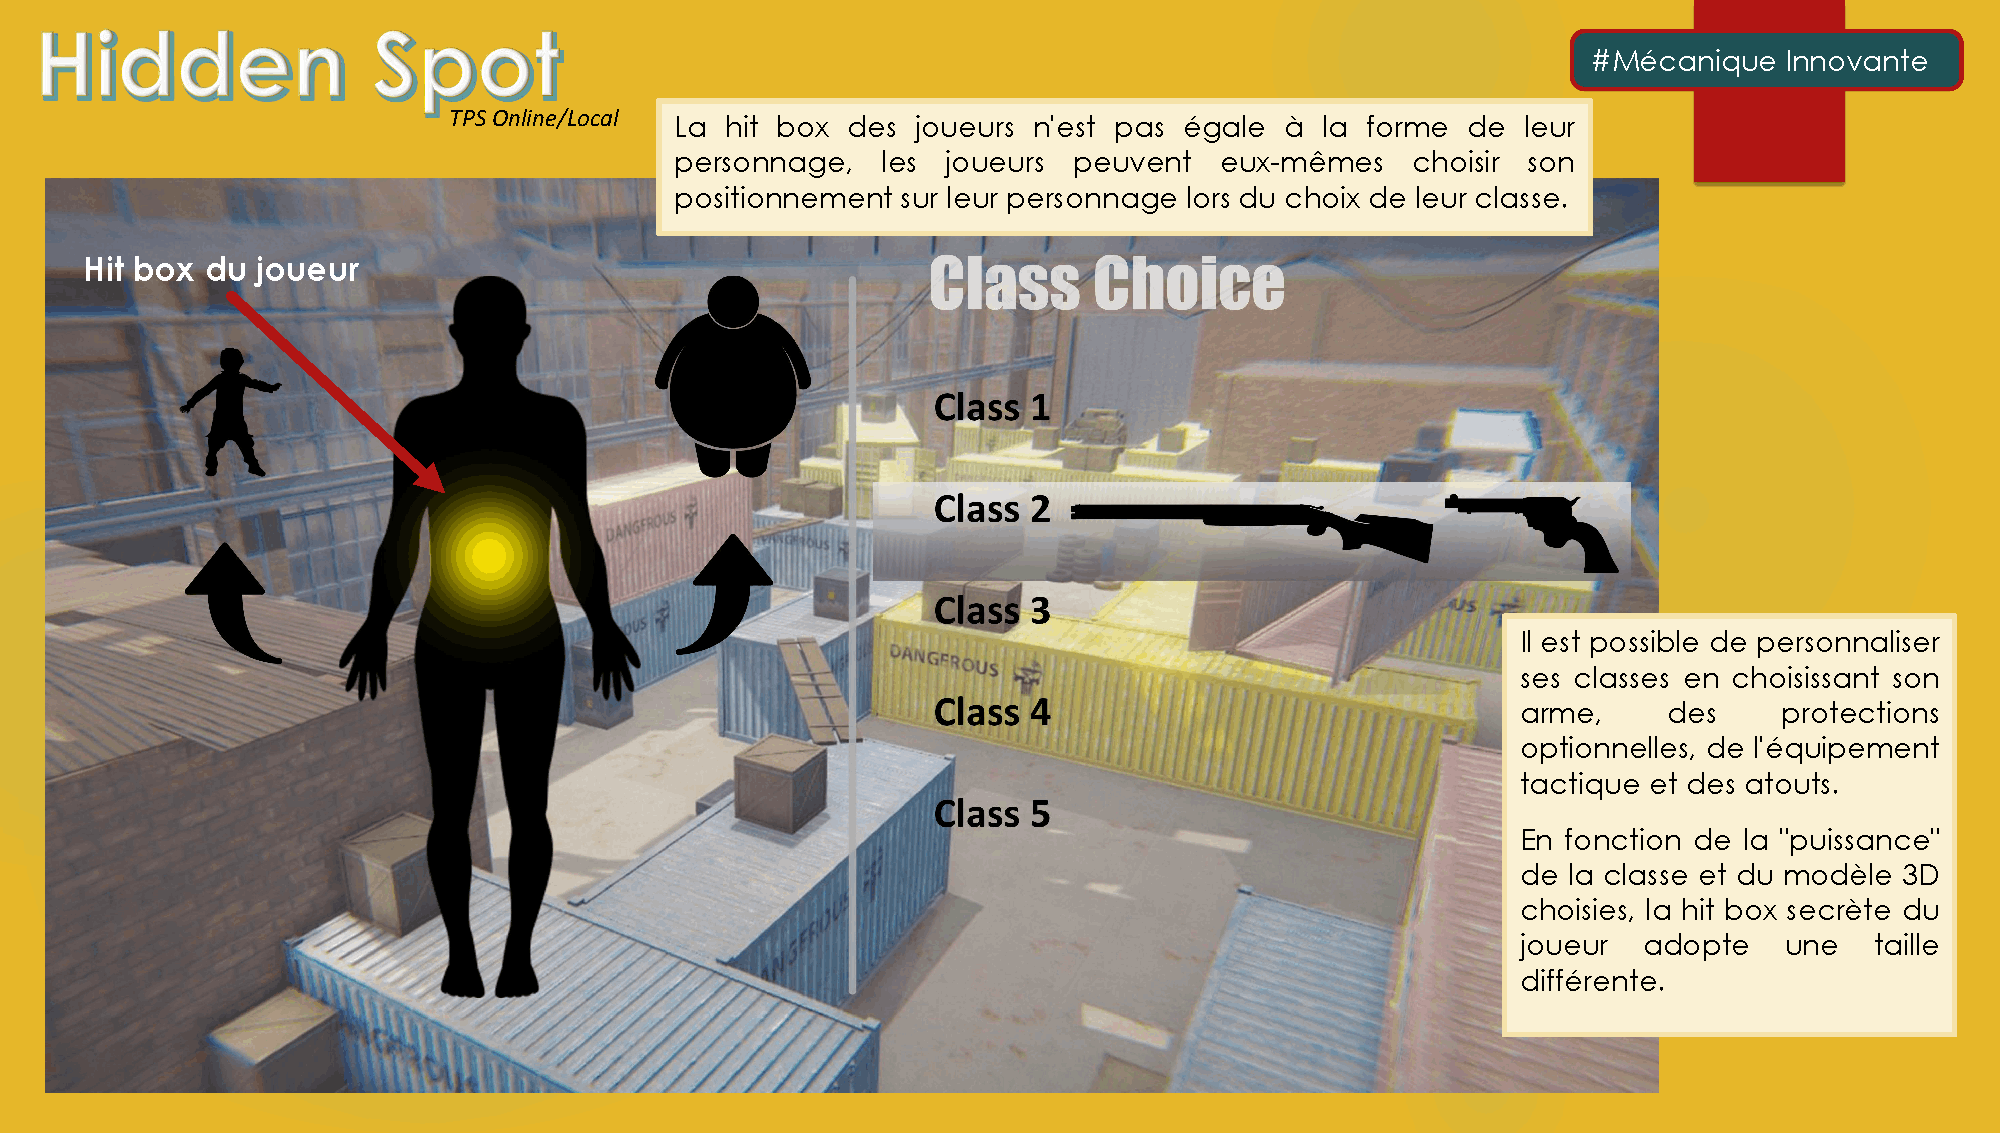 Hidden Spot
#Mécanique Innovante
TPS Online/Local
La hit box des joueurs n'est pas égale à la forme de leur
personnage, les joueurs peuvent eux-mêmes choisir son
positionnement sur leur personnage lors du choix de leur classe.
Hit box du joueur
Class Choice
Class 1
Class 2
Class 3
Class 4
Class 5
DANGEROUS
DANGEROUS
DANGEROUS
Il est possible de personnaliser
ses classes en choisissant son
arme, des protections
optionnelles, de l'équipement
tactique et des atouts.
En fonction de la "puissance"
de la classe et du modèle 3D
choisies, la hit box secrète du
joueur adopte une taille
différente.